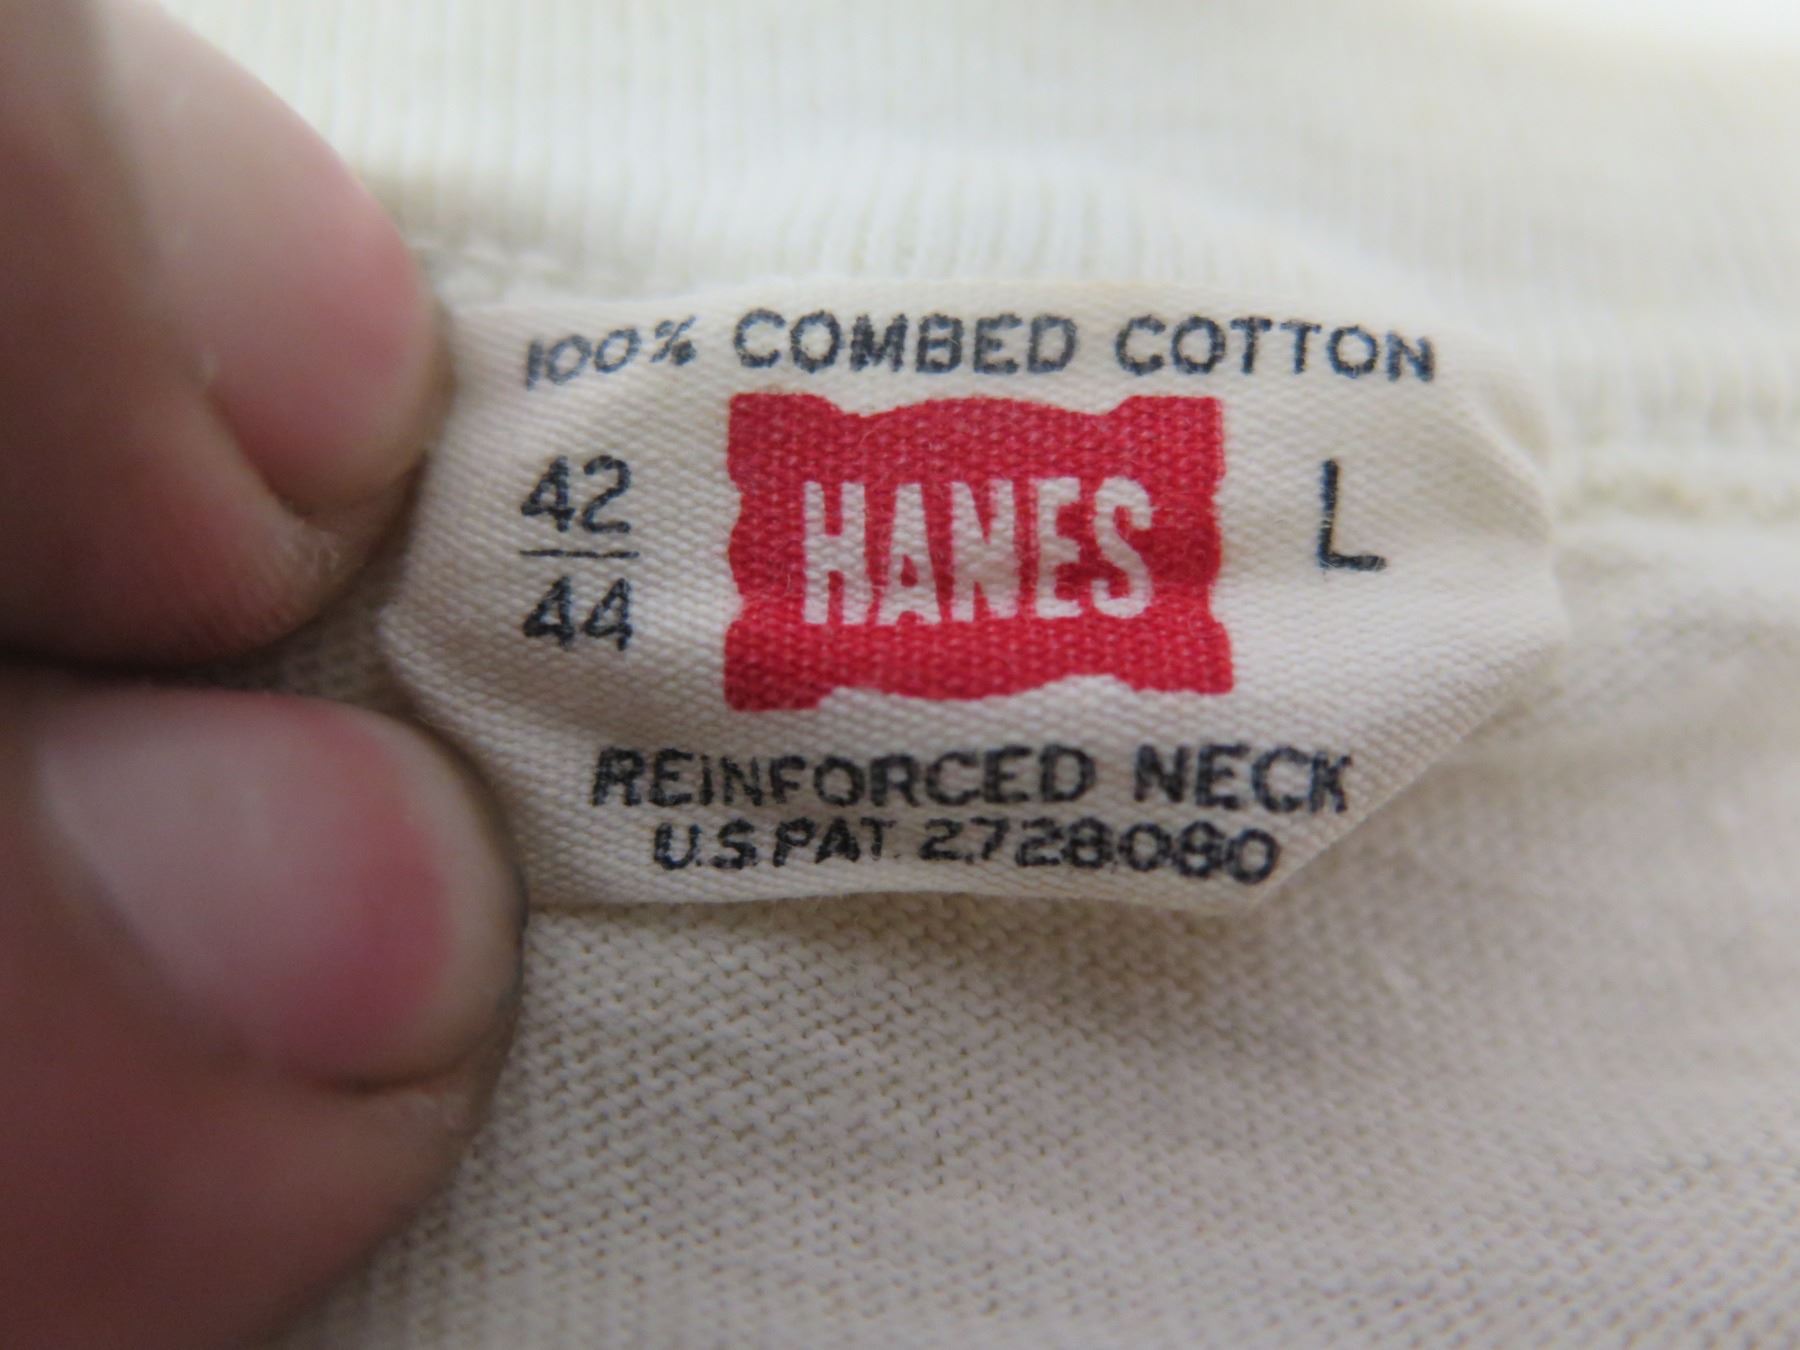 100% COMBED COTTON
42
44
HANES
L
REINFORCED NECK
U.S. PAT. 2,728,080